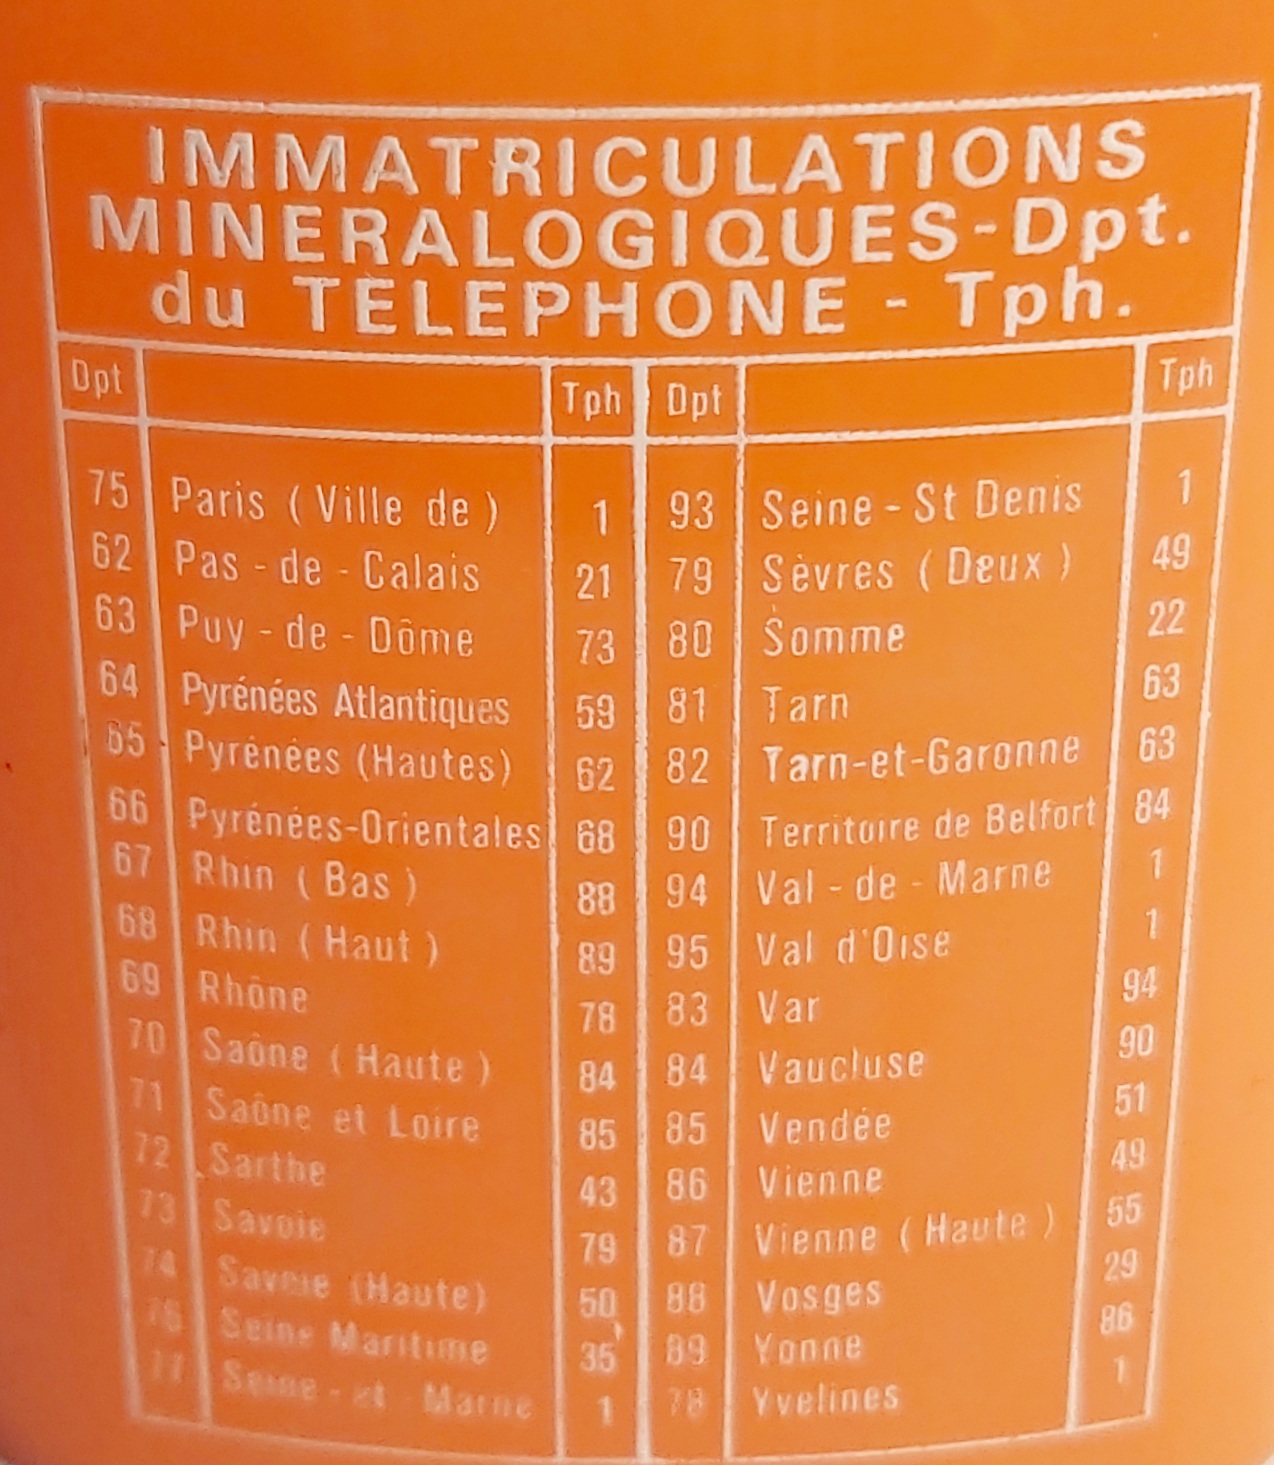 IMMATRICULATIONS
MINERALOGIQUES-Dpt.
du TELEPHONE - Tph.
Dpt Tph Dpt Tph
75 Paris ( Ville de ) 1 93 Seine - St Denis 1
62 Pas - de - Calais 21 79 Sèvres ( Deux ) 49
63 Puy - de - Dôme 73 80 Somme 22
64 Pyrénées Atlantiques 59 81 Tarn 63
65 Pyrénées (Hautes) 62 82 Tarn-et-Garonne 63
66 Pyrénées-Orientales 68 90 Territoire de Belfort 84
67 Rhin ( Bas ) 88 94 Val - de - Marne 1
68 Rhin ( Haut ) 89 95 Val d'Oise 1
69 Rhône 78 83 Var 94
70 Saône ( Haute ) 84 84 Vaucluse 90
71 Saône et Loire 85 85 Vendée 51
72 Sarthe 43 86 Vienne 49
73 Savoie 79 87 Vienne ( Haute ) 55
74 Savoie (Haute) 50 88 Vosges 29
76 Seine Maritime 35 89 Yonne 86
77 Seine - et - Marne 1 78 Yvelines 1